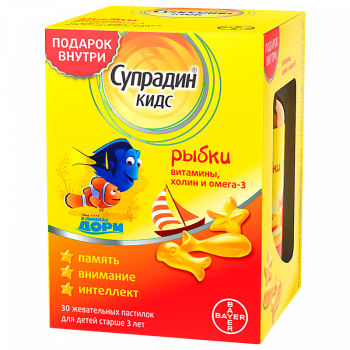 ПОДАРОК
ВНУТРИ
Супрадин®
КИДС
рыбки
витамины,
холин и омега-3
В ПОИСКАХ
ДОРИ
память
внимание
интеллект
30 жевательных пастилок
для детей старше 3 лет
BAYER
BAYER